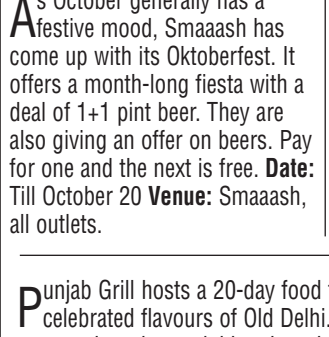 As October generally has a
festive mood, Smaaash has
come up with its Oktoberfest. It
offers a month-long fiesta with a
deal of 1+1 pint beer. They are
also giving an offer on beers. Pay
for one and the next is free. Date:
Till October 20 Venue: Smaaash,
all outlets.
Punjab Grill hosts a 20-day food
celebrated flavours of Old Delhi.